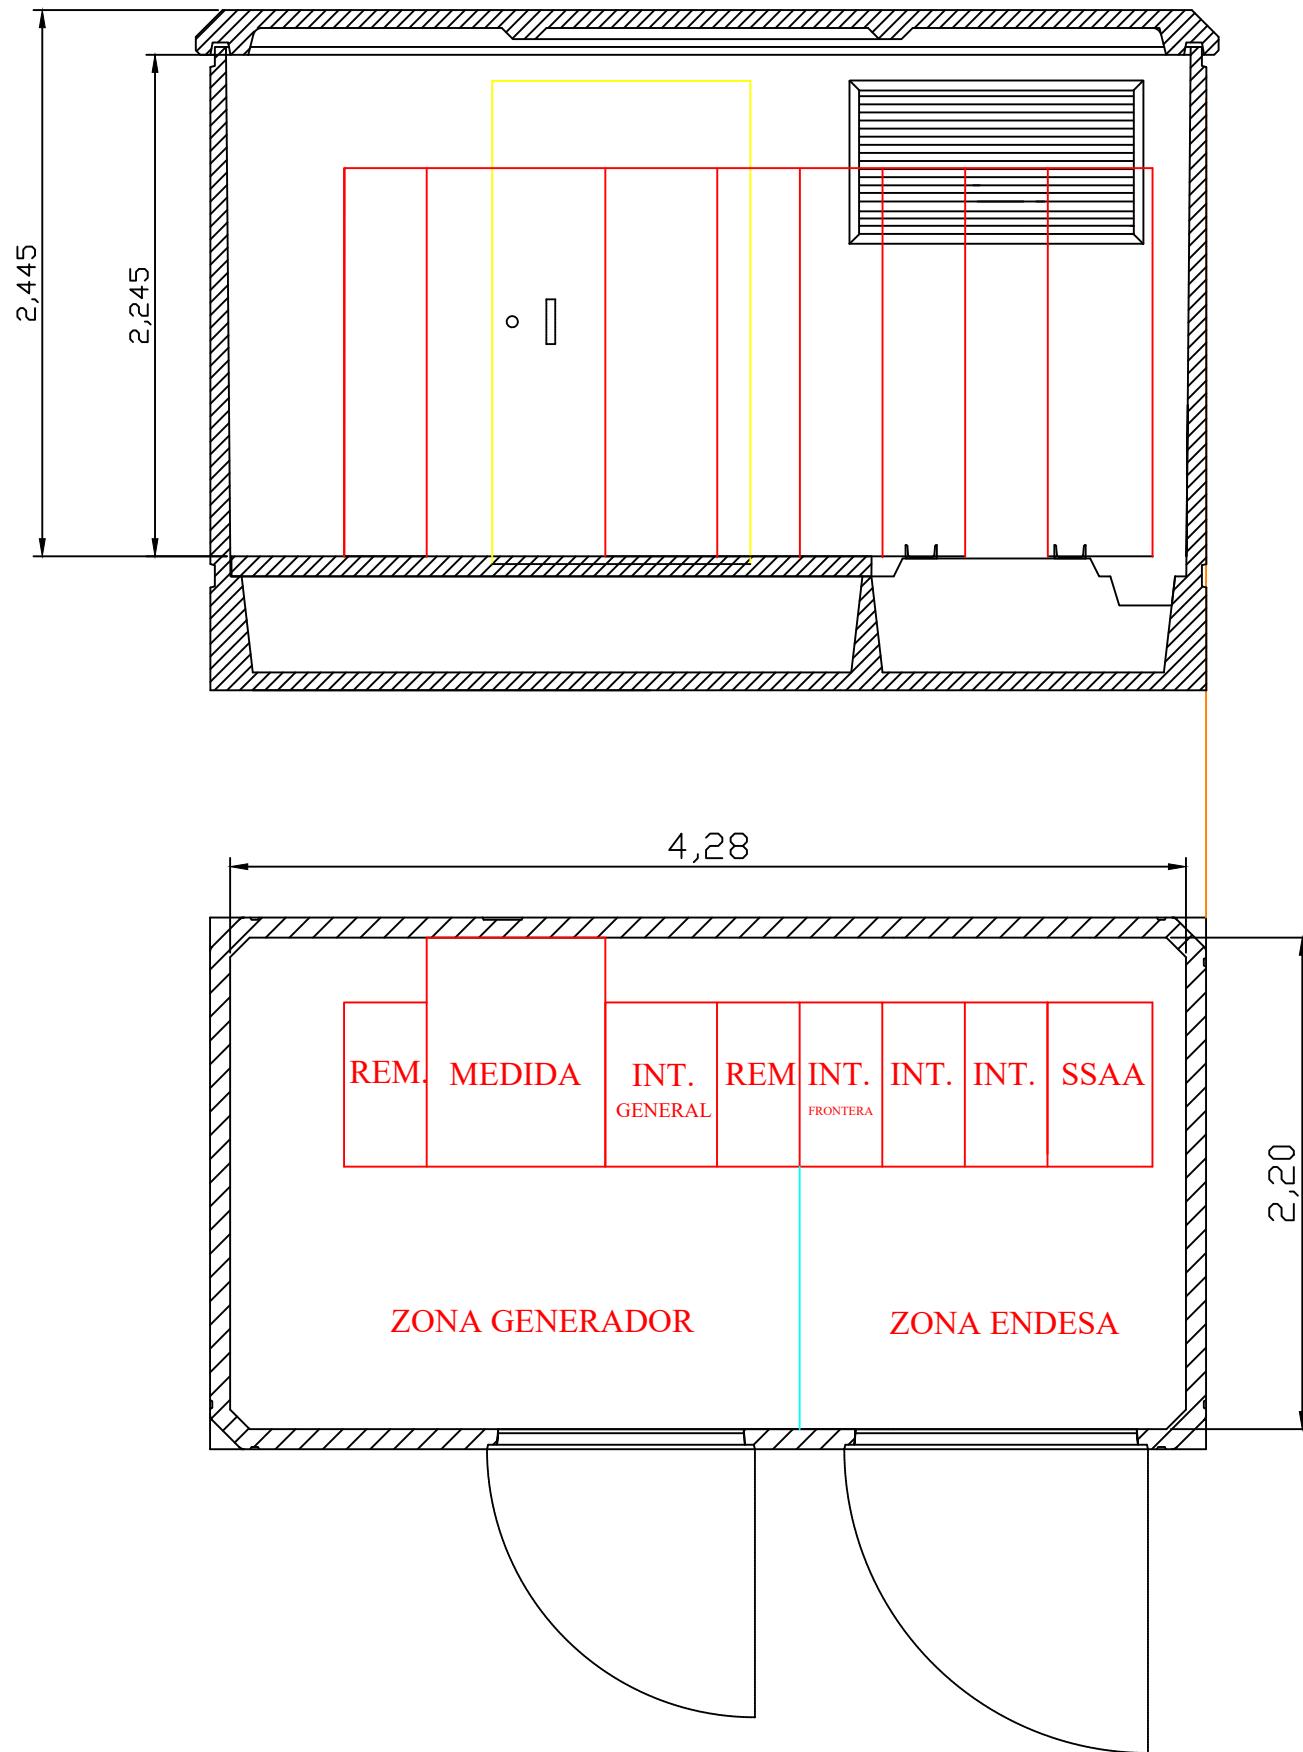 2,445
2,245
4,28
REM.
MEDIDA
INT.
GENERAL
REM
INT.
FRONTERA
INT.
INT.
SSAA
2,20
ZONA GENERADOR
ZONA ENDESA